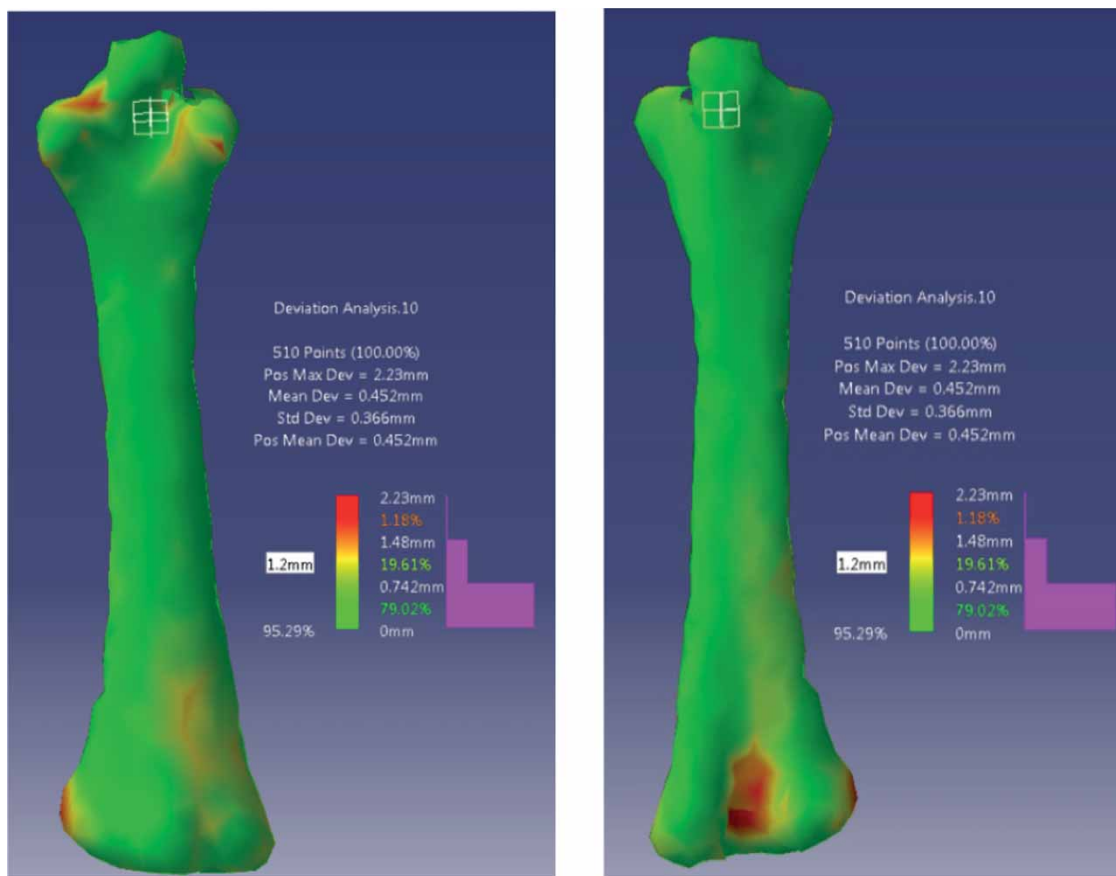 Deviation Analysis.10
510 Points (100.00%)
Pos Max Dev = 2.23mm
Mean Dev = 0.452mm
Std Dev = 0.366mm
Pos Mean Dev = 0.452mm
2.23mm
1.18%
1.48mm
1.2mm
19.61%
0.742mm
79.02%
95.29%
0mm
Deviation Analysis.10
510 Points (100.00%)
Pos Max Dev = 2.23mm
Mean Dev = 0.452mm
Std Dev = 0.366mm
Pos Mean Dev = 0.452mm
2.23mm
1.18%
1.48mm
1.2mm
19.61%
0.742mm
79.02%
95.29%
0mm